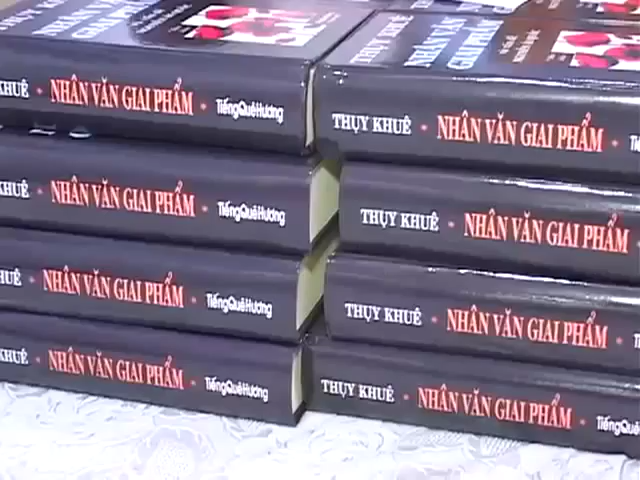 THỤY KHUÊ
NHÂN VĂN
GIAI PHẨM
KHUÊ • NHÂN VĂN GIAI PHẨM • TiếngQuêHương
THỤY KHUÊ • NHÂN VĂN GIAI PHẨM •
KHUÊ • NHÂN VĂN GIAI PHẨM • TiếngQuêHương
THỤY KHUÊ • NHÂN VĂN GIAI PHẨM
KHUÊ • NHÂN VĂN GIAI PHẨM • TiếngQuêHương
THỤY KHUÊ • NHÂN VĂN GIAI PHẨM •
KHUÊ • NHÂN VĂN GIAI PHẨM • TiếngQuêHương
THỤY KHUÊ • NHÂN VĂN GIAI PHẨM • TiếngQuê